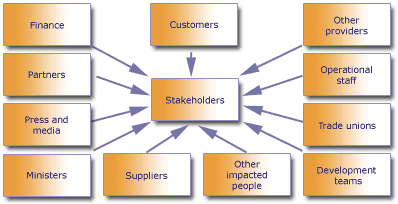 Finance
Customers
Other
providers
Partners
Stakeholders
Operational
staff
Press and
media
Trade unions
Ministers
Suppliers
Other
impacted
people
Development
teams